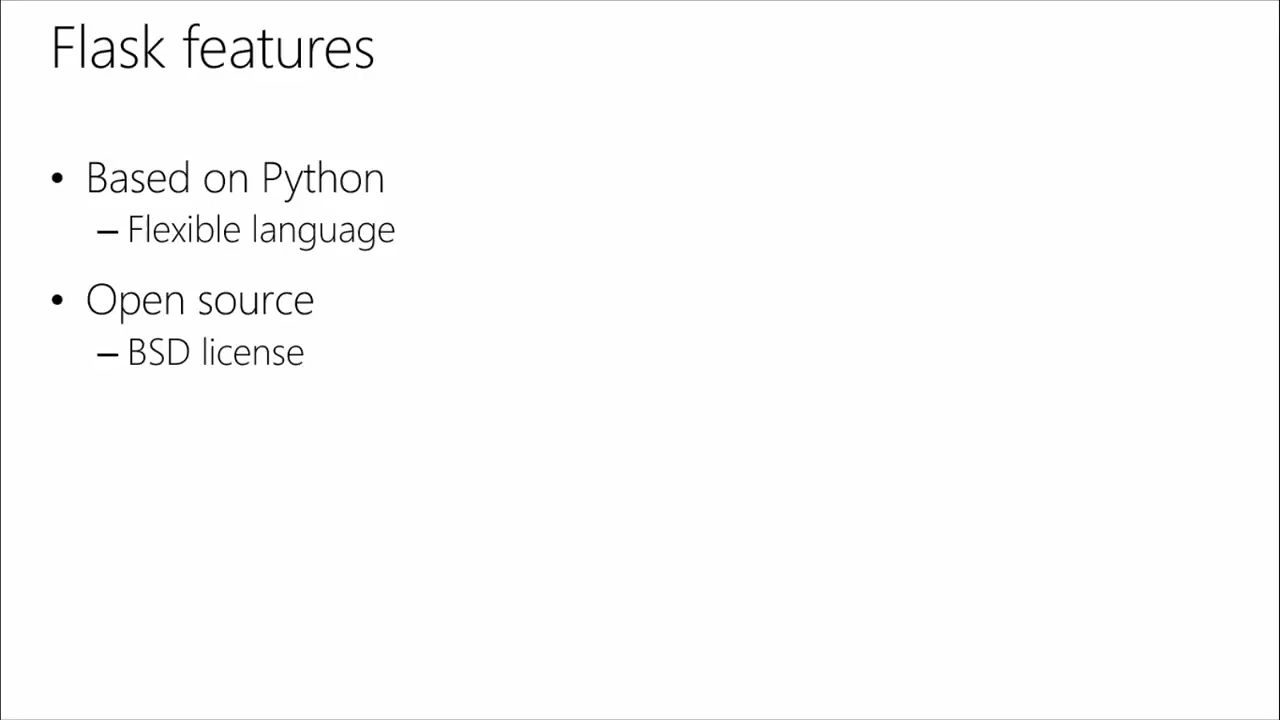 Flask features
• Based on Python
– Flexible language
• Open source
– BSD license